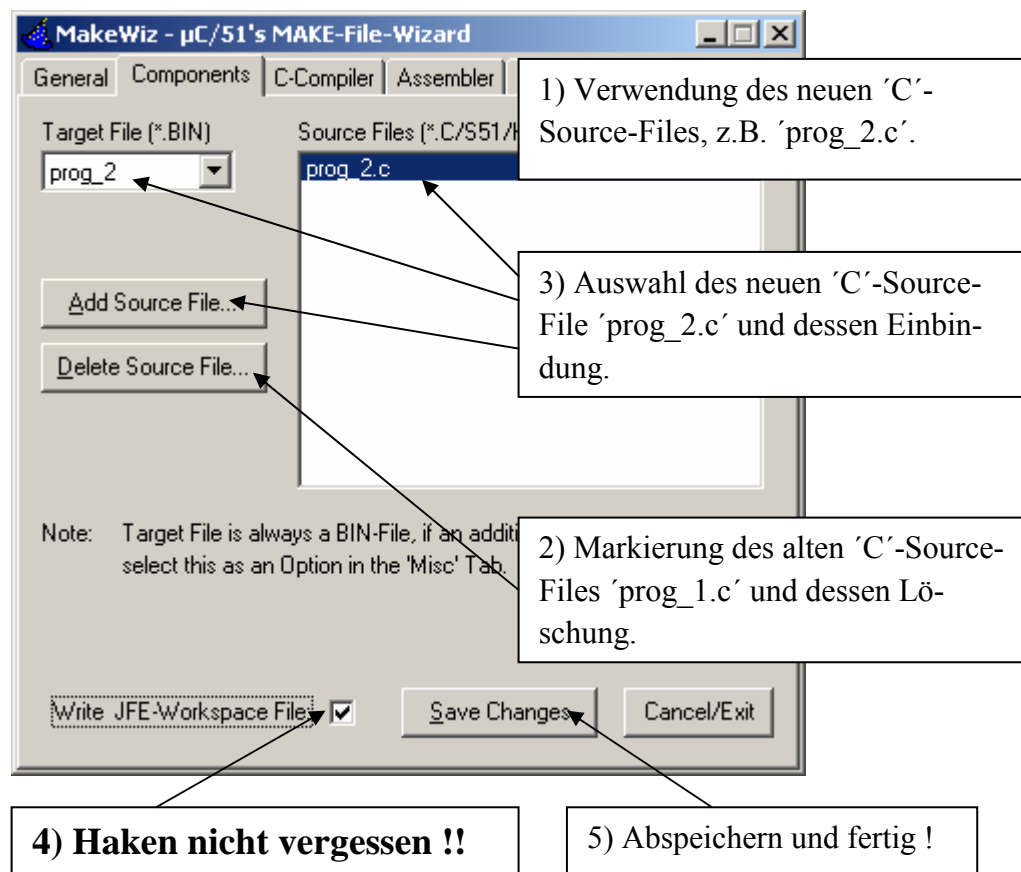 MakeWiz - µC/51's MAKE-File-Wizard
General Components C-Compiler Assembler
1) Verwendung des neuen ´C´-
Source-Files, z.B. ´prog_2.c´.
Target File (*.BIN) Source Files (*.C/S51/
prog_2 prog_2.c
3) Auswahl des neuen ´C´-Source-
File ´prog_2.c´ und dessen Einbin-
dung.
Add Source File...
Delete Source File...
Note: Target File is always a BIN-File, if an
select this as an Option in the 'Misc' Tab.
2) Markierung des alten ´C´-Source-
Files ´prog_1.c´ und dessen Lö-
schung.
Write JFE-Workspace File: Save Changes Cancel/Exit
4) Haken nicht vergessen !!
5) Abspeichern und fertig !